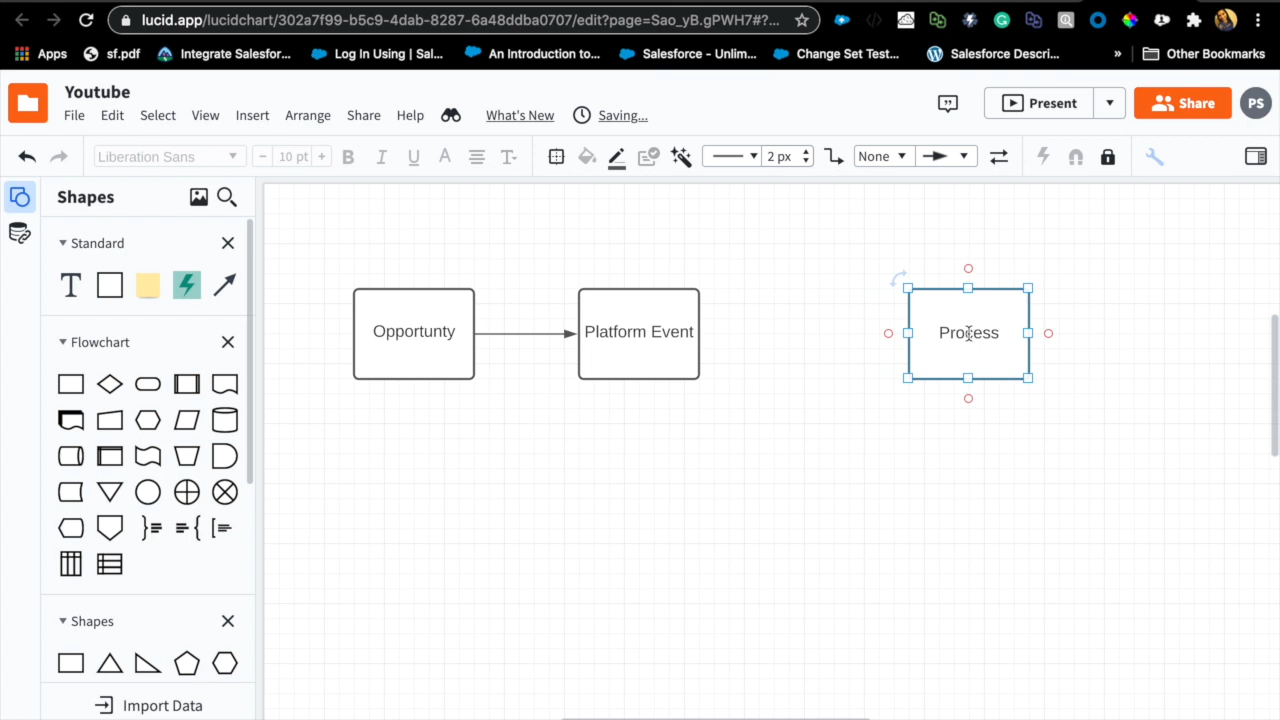 lucid.app/lucidchart/302a7f99-b5c9-4dab-8287-6a48ddba0707/edit?page=Sao_yB.gPWH7#?...
Apps sf.pdf Integrate Salesfor... Log In Using | Sal... An Introduction to... Salesforce - Unlim... Change Set Test... Salesforce Descri... » Other Bookmarks
Youtube
File Edit Select View Insert Arrange Share Help What's New Saving... Present Share PS
Liberation Sans − 10 pt + B I U A T 2 px None
Shapes
Standard
T
Flowchart
Shapes
Import Data
Opportunty Platform Event Process